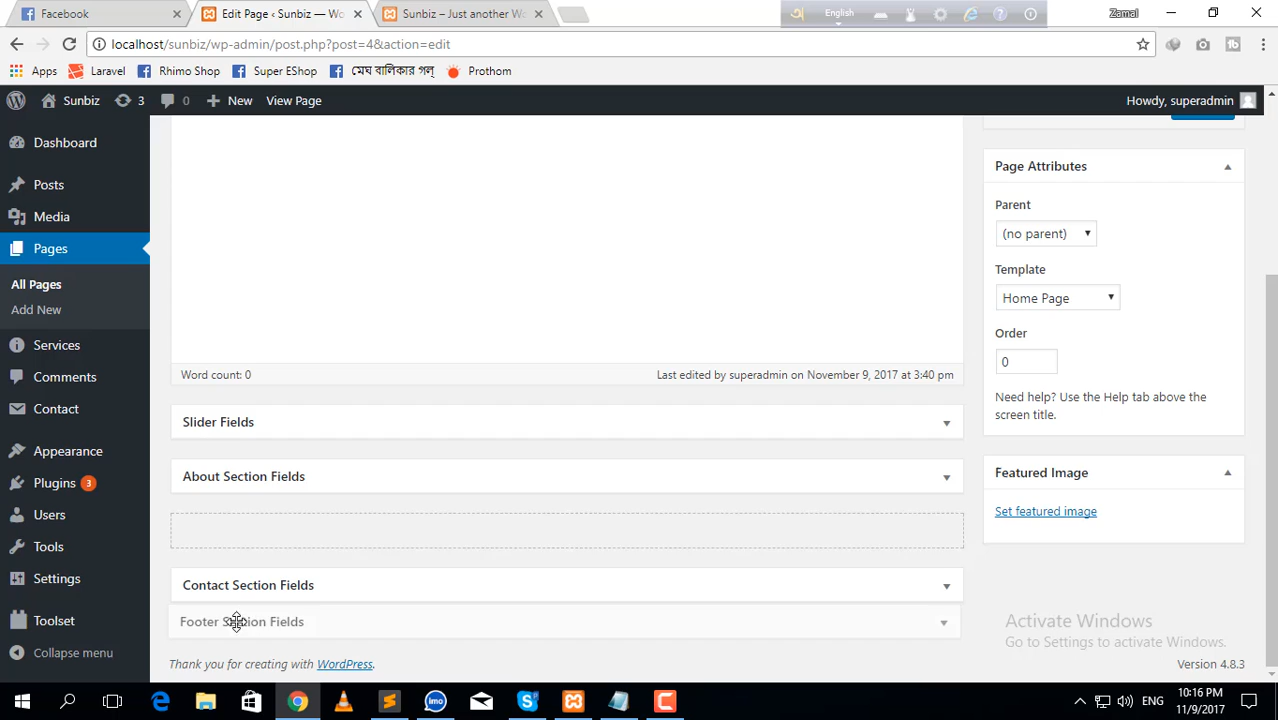 Facebook
Edit Page ‹ Sunbiz — Wo
Sunbiz – Just another Wo
English
Zamal
localhost/sunbiz/wp-admin/post.php?post=4&action=edit
Apps
Laravel
Rhimo Shop
Super EShop
মেঘ বালিকার গল্
Prothom
Sunbiz
3
0
New
View Page
Howdy, superadmin
Dashboard
Posts
Media
Pages
All Pages
Add New
Services
Comments
Contact
Appearance
Plugins 3
Users
Tools
Settings
Toolset
Collapse menu
Word count: 0
Last edited by superadmin on November 9, 2017 at 3:40 pm
Slider Fields
About Section Fields
Contact Section Fields
Footer Section Fields
Thank you for creating with WordPress.
Page Attributes
Parent
(no parent)
Template
Home Page
Order
0
Need help? Use the Help tab above the
screen title.
Featured Image
Set featured image
Activate Windows
Go to Settings to activate Windows.
Version 4.8.3
imo
ENG
10:16 PM
11/9/2017